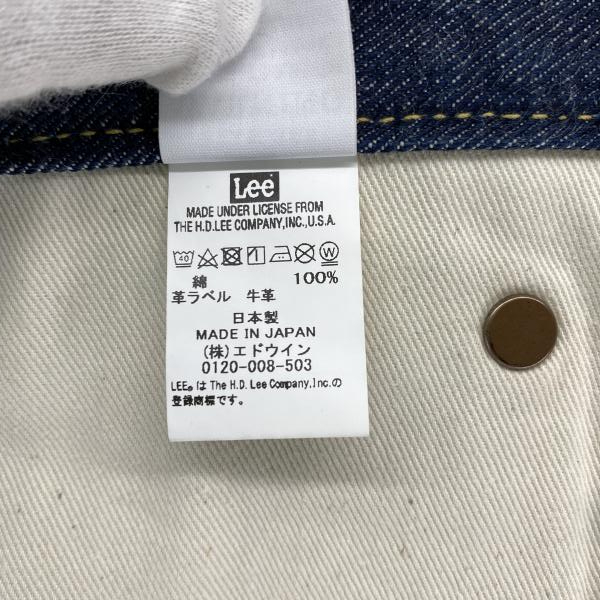 Lee
MADE UNDER LICENSE FROM
THE H.D.LEE COMPANY,INC.,U.S.A.
40
綿 100%
革ラベル 牛革
日本製
MADE IN JAPAN
(株)エドウイン
0120-008-503
LEE®は The H.D. Lee Company,Inc.の
登録商標です。